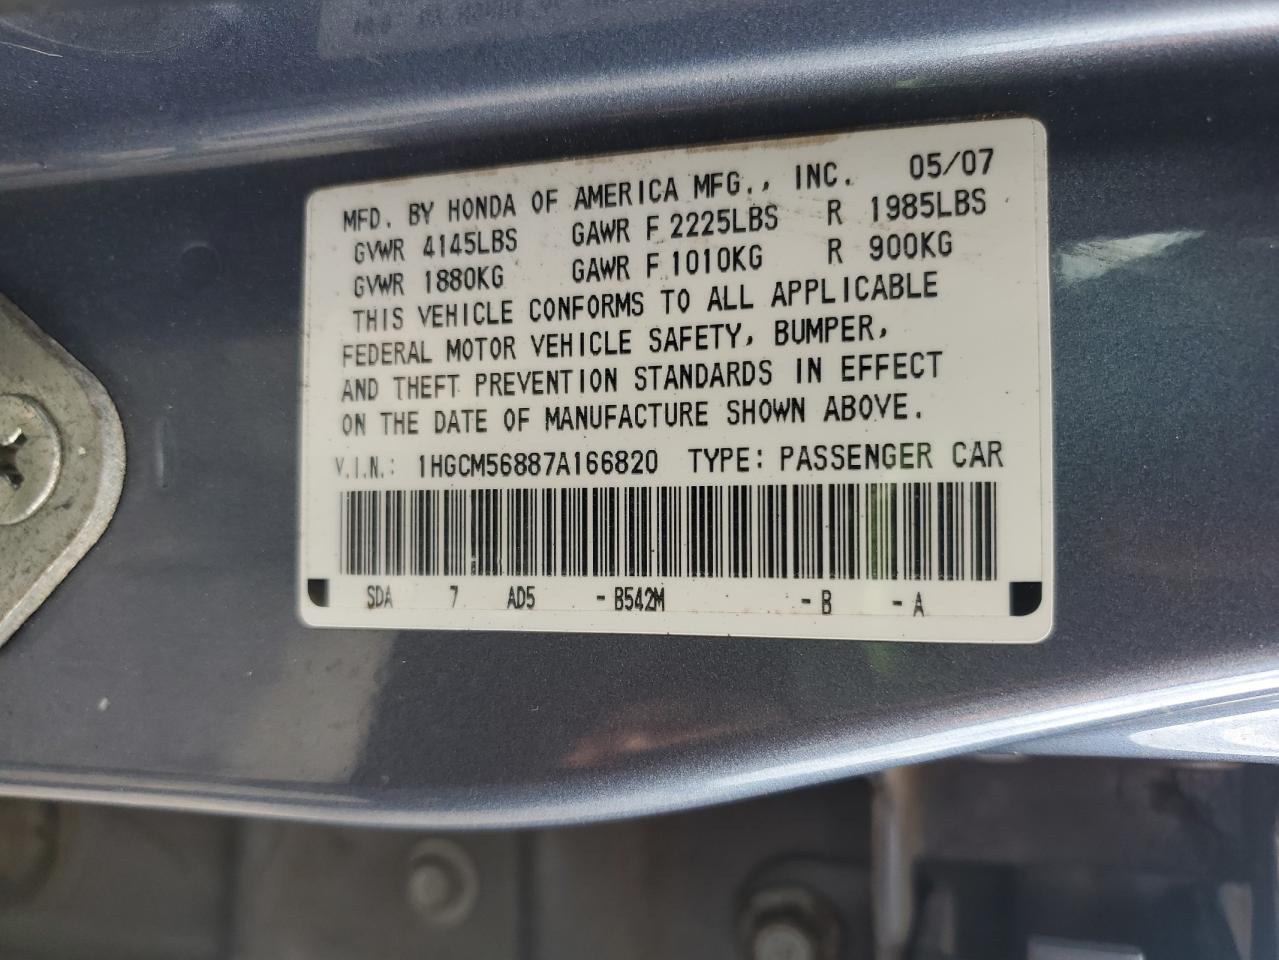 MFD. BY HONDA OF AMERICA MFG., INC. 05/07
GVWR 4145LBS GAWR F 2225LBS R 1985LBS
GVWR 1880KG GAWR F 1010KG R 900KG
THIS VEHICLE CONFORMS TO ALL APPLICABLE
FEDERAL MOTOR VEHICLE SAFETY, BUMPER,
AND THEFT PREVENTION STANDARDS IN EFFECT
ON THE DATE OF MANUFACTURE SHOWN ABOVE.
V.I.N.: 1HGCM56887A166820 TYPE: PASSENGER CAR
SDA 7 AD5 -B542M -B -A